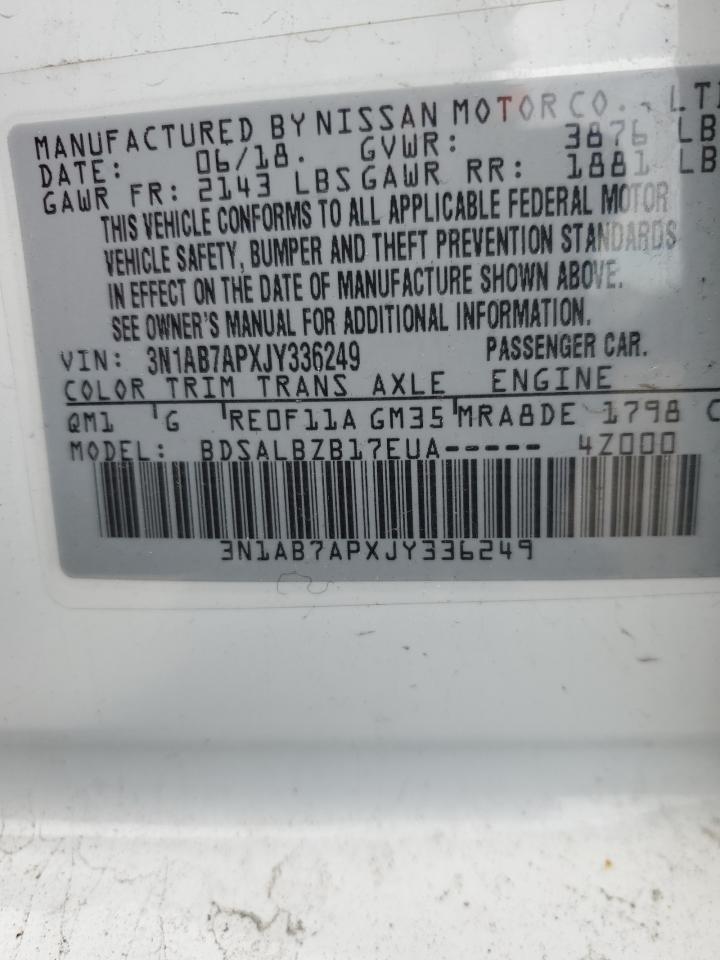 MANUFACTURED BY NISSAN MOTOR CO., LT
DATE: 06/18. GVWR: 3876 LB
GAWR FR: 2143 LBS GAWR RR: 1881 LB
THIS VEHICLE CONFORMS TO ALL APPLICABLE FEDERAL MOTOR
VEHICLE SAFETY, BUMPER AND THEFT PREVENTION STANDARDS
IN EFFECT ON THE DATE OF MANUFACTURE SHOWN ABOVE.
SEE OWNER'S MANUAL FOR ADDITIONAL INFORMATION.
VIN: 3N1AB7APXJY336249 PASSENGER CAR.
COLOR TRIM TRANS AXLE ENGINE
QM1 G RE0F11A GM35 MRA8DE 1798 C
MODEL: BDSALBZB17EUA----- 4Z000
3N1AB7APXJY336249